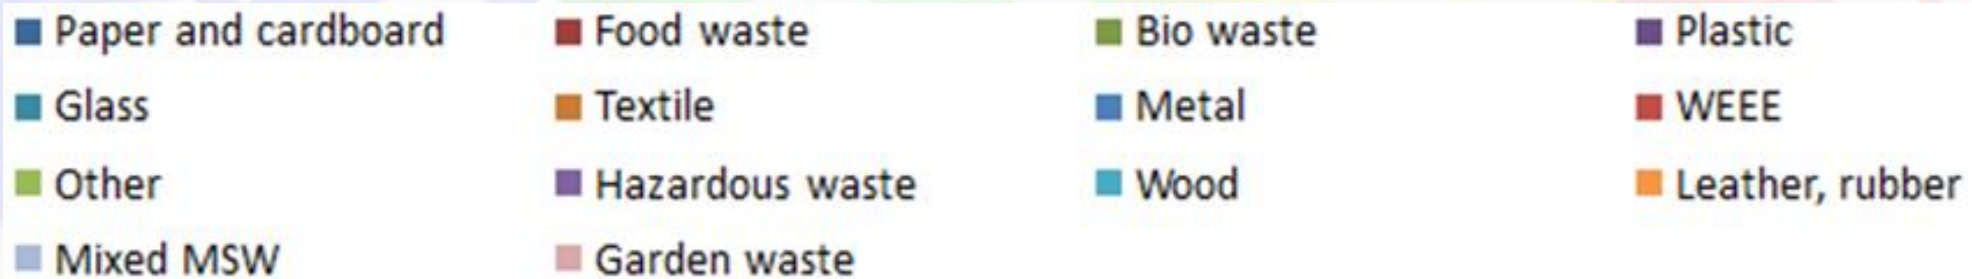 Paper and cardboard Food waste Bio waste Plastic
Glass Textile Metal WEEE
Other Hazardous waste Wood Leather, rubber
Mixed MSW Garden waste